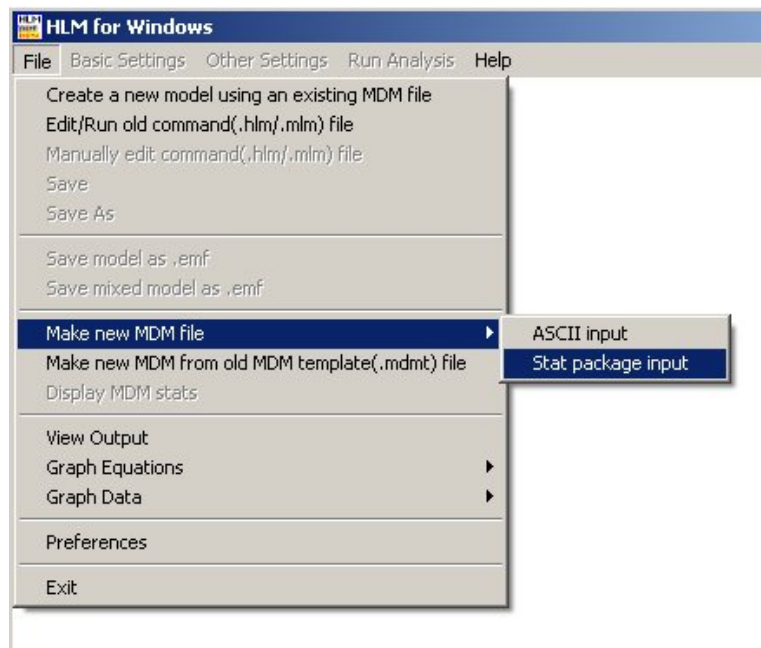 HLM for Windows
File Basic Settings Other Settings Run Analysis Help
Create a new model using an existing MDM file
Edit/Run old command(.hlm/.mlm) file
Manually edit command(.hlm/.mlm) file
Save
Save As
Save model as .emf
Save mixed model as .emf
Make new MDM file
ASCII input
Make new MDM from old MDM template(.mdmt) file
Stat package input
Display MDM stats
View Output
Graph Equations
Graph Data
Preferences
Exit